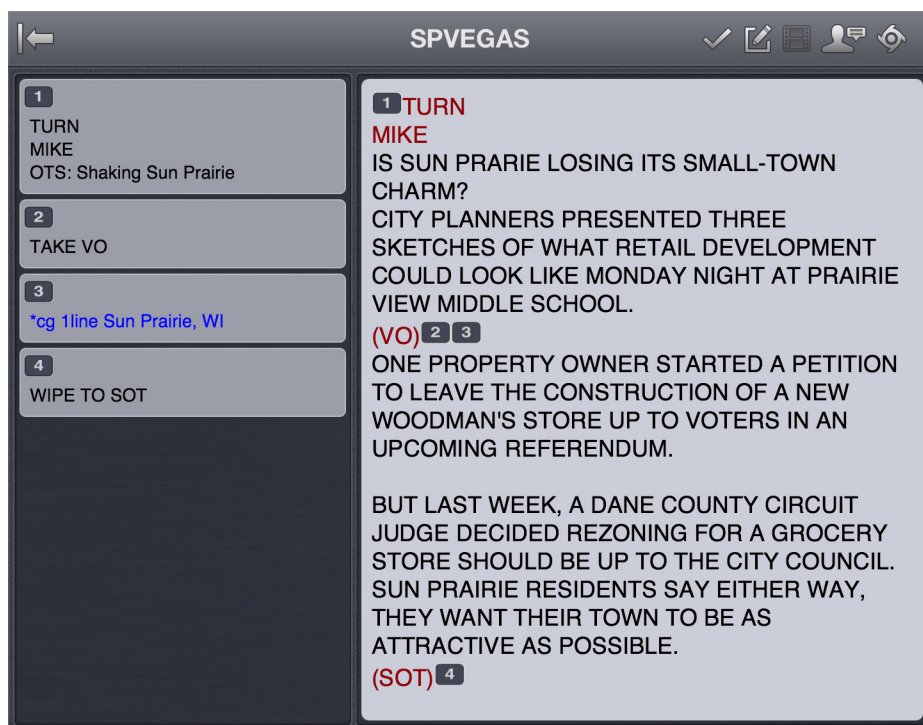 SPVEGAS
1
TURN
MIKE
OTS: Shaking Sun Prairie
2
TAKE VO
3
*cg 1line Sun Prairie, WI
4
WIPE TO SOT
1 TURN
MIKE
IS SUN PRARIE LOSING ITS SMALL-TOWN
CHARM?
CITY PLANNERS PRESENTED THREE
SKETCHES OF WHAT RETAIL DEVELOPMENT
COULD LOOK LIKE MONDAY NIGHT AT PRAIRIE
VIEW MIDDLE SCHOOL.
(VO) 2 3
ONE PROPERTY OWNER STARTED A PETITION
TO LEAVE THE CONSTRUCTION OF A NEW
WOODMAN'S STORE UP TO VOTERS IN AN
UPCOMING REFERENDUM.
BUT LAST WEEK, A DANE COUNTY CIRCUIT
JUDGE DECIDED REZONING FOR A GROCERY
STORE SHOULD BE UP TO THE CITY COUNCIL.
SUN PRAIRIE RESIDENTS SAY EITHER WAY,
THEY WANT THEIR TOWN TO BE AS
ATTRACTIVE AS POSSIBLE.
(SOT) 4